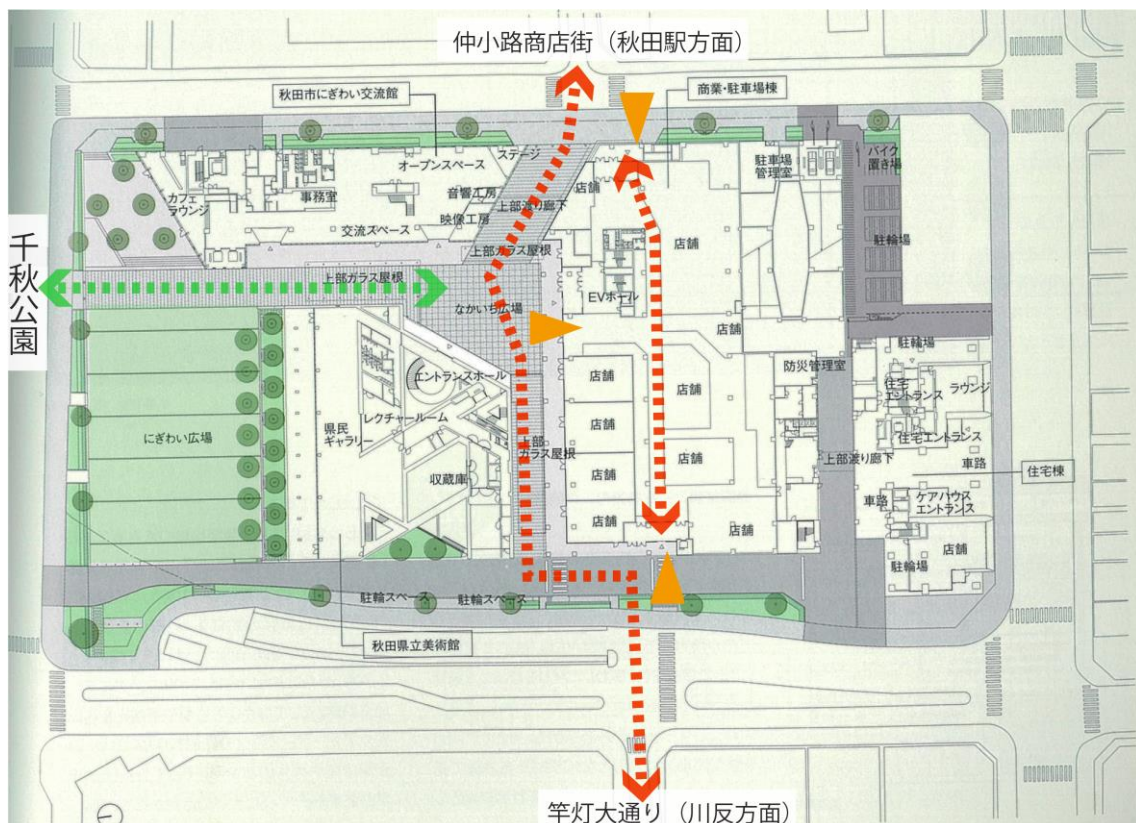 仲小路商店街（秋田駅方面）
秋田市にぎわい交流館
商業・駐車場棟
オープンスペース
ステージ
駐車場
管理室
バイク
置き場
カフェ
ラウンジ
事務室
音響工房
映像工房
交流スペース
上部渡り廊下
店舗
店舗
駐輪場
千秋公園
上部ガラス屋根
上部ガラス屋根
なかいち広場
EVホール
店舗
防災管理室
駐輪場
エントランスホール
店舗
店舗
住宅
エントランス
ラウンジ
にぎわい広場
県民
ギャラリー
レクチャールーム
店舗
住宅エントランス
上部
ガラス屋根
店舗
店舗
上部渡り廊下
車路
住宅棟
収蔵庫
店舗
店舗
車路
ケアハウス
エントランス
店舗
駐輪場
駐輪スペース
駐輪スペース
秋田県立美術館
竿灯大通り（川反方面）